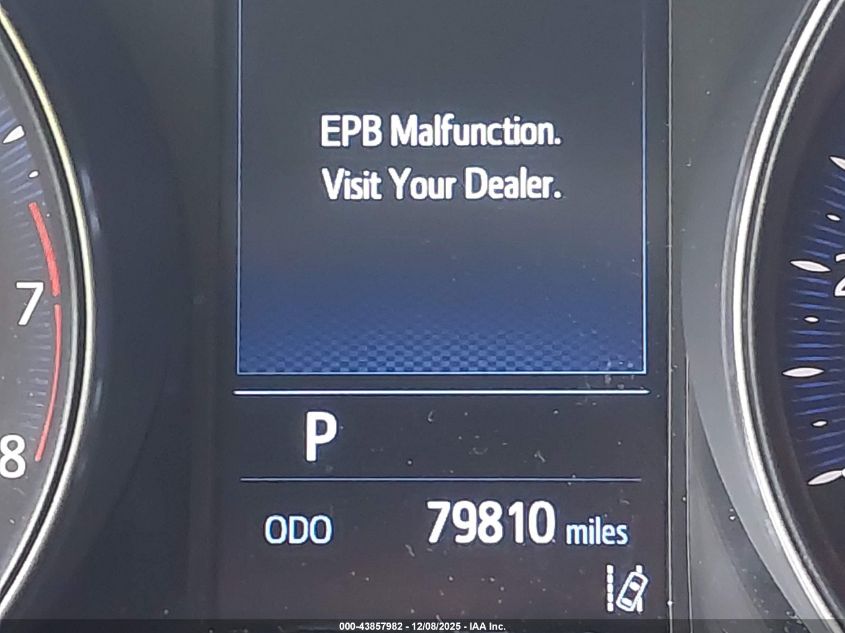 EPB Malfunction.
Visit Your Dealer.
7
8
P
ODO 79810 miles
000-43857982 - 12/08/2025 - IAA Inc.